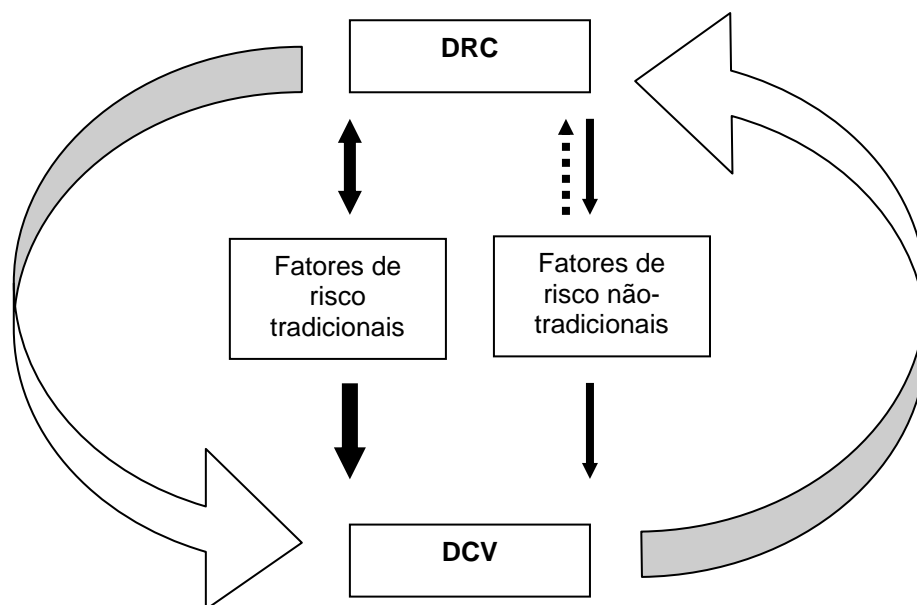 DRC
Fatores de
risco
tradicionais
Fatores de
risco não-
tradicionais
DCV